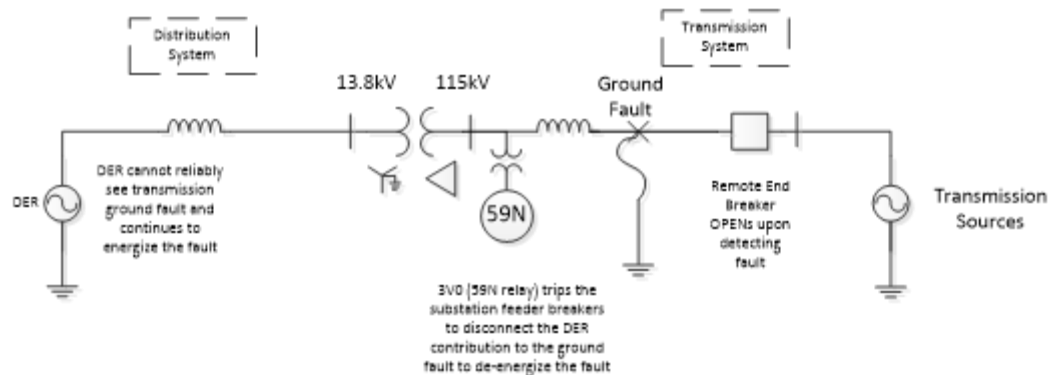 Distribution
System
Transmission
System
13.8kV
115kV
Ground
Fault
DER cannot reliably
see transmission
ground fault and
continues to
energize the fault
DER
59N
Remote End
Breaker
OPENs upon
detecting
fault
Transmission
Sources
3V0 (59N relay) trips the
substation feeder breakers
to disconnect the DER
contribution to the ground
fault to de-energize the fault